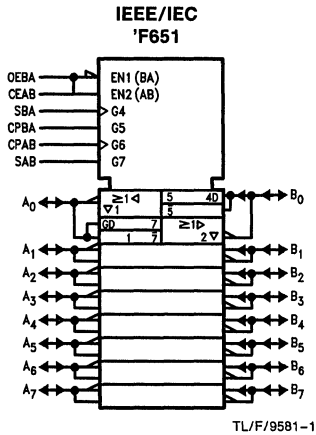 IEEE/IEC
'F651
OEBA EN1 (BA)
CEAB EN2 (AB)
SBA G4
CPBA G5
CPAB G6
SAB G7
A0 ≥1 ▽1 5 4D 5 B0
GD 7 ≥1
1 7 2 ▽
A1 B1
A2 B2
A3 B3
A4 B4
A5 B5
A6 B6
A7 B7
TL/F/9581-1